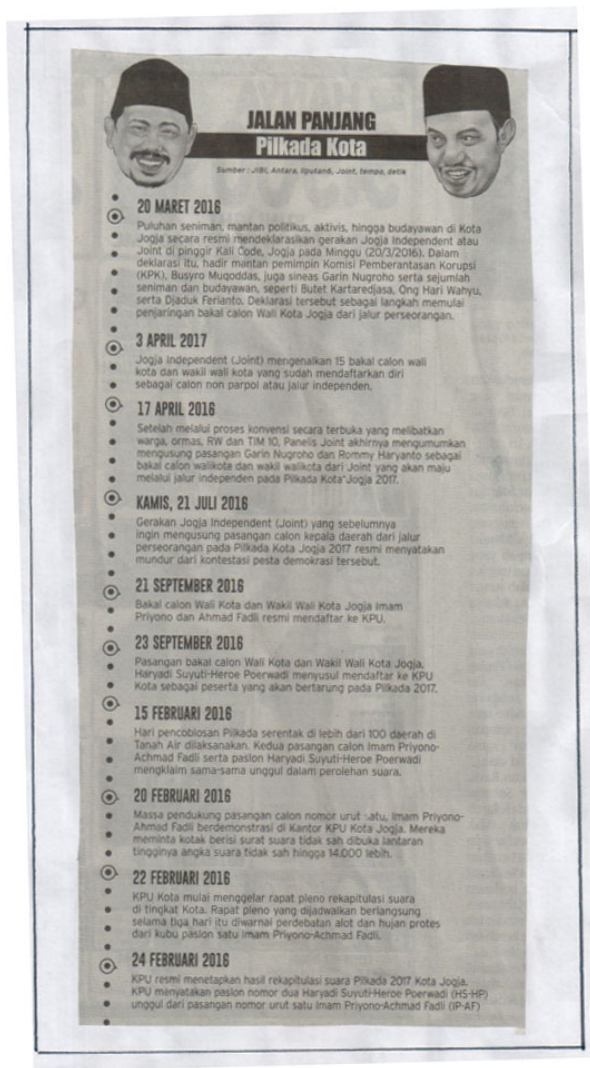 JALAN PANJANG
Pilkada Kota
Sumber : JIBI, Antara, liputan6, Joint, tempo, detik
20 MARET 2016
Puluhan seniman, mantan politikus, aktivis, hingga budayawan di Kota
Jogja secara resmi mendeklarasikan gerakan Jogja Independent atau
Joint di pinggir Kali Code, Jogja pada Minggu (20/3/2016). Dalam
deklarasi itu, hadir mantan pemimpin Komisi Pemberantasan Korupsi
(KPK), Busyro Muqoddas, juga sineas Garin Nugroho serta sejumlah
seniman dan budayawan, seperti Butet Kartaredjasa, Ong Hari Wahyu,
serta Djaduk Ferianto. Deklarasi tersebut sebagai langkah memulai
penjaringan bakal calon Wali Kota Jogja dari jalur perseorangan.
3 APRIL 2017
Jogja Independent (Joint) mengenalkan 15 bakal calon wali
kota dan wakil wali kota yang sudah mendaftarkan diri
sebagai calon non parpol atau jalur independen.
17 APRIL 2016
Setelah melalui proses konvensi secara terbuka yang melibatkan
warga, ormas, RW dan TIM 10, Panelis Joint akhirnya mengumumkan
mengusung pasangan Garin Nugroho dan Rommy Haryanto sebagai
bakal calon walikota dan wakil walikota dari Joint yang akan maju
melalui jalur independen pada Pilkada Kota Jogja 2017.
KAMIS, 21 JULI 2016
Gerakan Jogja Independent (Joint) yang sebelumnya
ingin mengusung pasangan calon kepala daerah dari jalur
perseorangan pada Pilkada Kota Jogja 2017 resmi menyatakan
mundur dari kontestasi pesta demokrasi tersebut.
21 SEPTEMBER 2016
Bakal calon Wali Kota dan Wakil Wali Kota Jogja Imam
Priyono dan Ahmad Fadli resmi mendaftar ke KPU.
23 SEPTEMBER 2016
Pasangan bakal calon Wali Kota dan Wakil Wali Kota Jogja,
Haryadi Suyuti-Heroe Poerwadi menyusul mendaftar ke KPU
Kota sebagai peserta yang akan bertarung pada Pilkada 2017.
15 FEBRUARI 2016
Hari pencoblosan Pilkada serentak di lebih dari 100 daerah di
Tanah Air dilaksanakan. Kedua pasangan calon Imam Priyono-
Achmad Fadli serta paslon Haryadi Suyuti-Heroe Poerwadi
mengklaim sama-sama unggul dalam perolehan suara.
20 FEBRUARI 2016
Massa pendukung pasangan calon nomor urut satu, Imam Priyono-
Ahmad Fadli berdemonstrasi di Kantor KPU Kota Jogja. Mereka
meminta kotak berisi surat suara tidak sah dibuka lantaran
tingginya angka suara tidak sah hingga 14.000 lebih.
22 FEBRUARI 2016
KPU Kota mulai menggelar rapat pleno rekapitulasi suara
di tingkat Kota. Rapat pleno yang dijadwalkan berlangsung
selama tiga hari itu diwarnai perdebatan alot dan hujan protes
dari kubu paslon satu Imam Priyono-Achmad Fadli.
24 FEBRUARI 2016
KPU resmi menetapkan hasil rekapitulasi suara Pilkada 2017 Kota Jogja.
KPU menyatakan paslon nomor dua Haryadi Suyuti-Heroe Poerwadi (HS-HP)
unggul dari pasangan nomor urut satu Imam Priyono-Achmad Fadli (IP-AF)